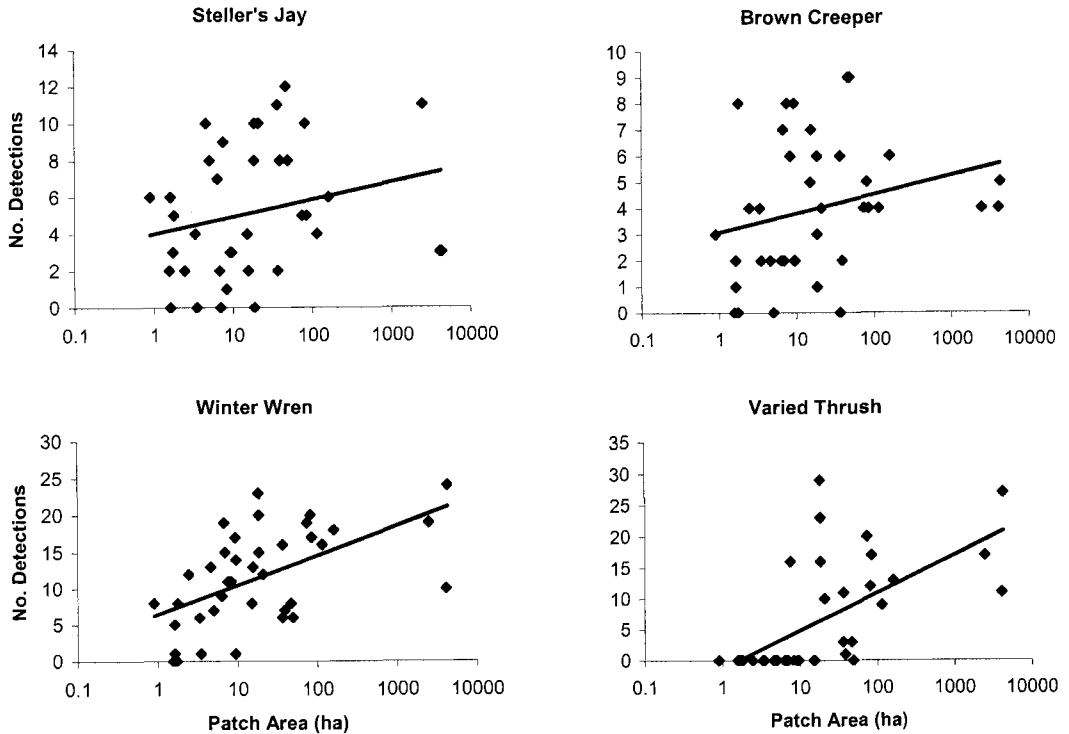 Steller's Jay
No. Detections
14
12
10
8
6
4
2
0
0.1 1 10 100 1000 10000
Brown Creeper
10
9
8
7
6
5
4
3
2
1
0
0.1 1 10 100 1000 10000
Winter Wren
No. Detections
30
25
20
15
10
5
0
0.1 1 10 100 1000 10000
Patch Area (ha)
Varied Thrush
35
30
25
20
15
10
5
0
0.1 1 10 100 1000 10000
Patch Area (ha)